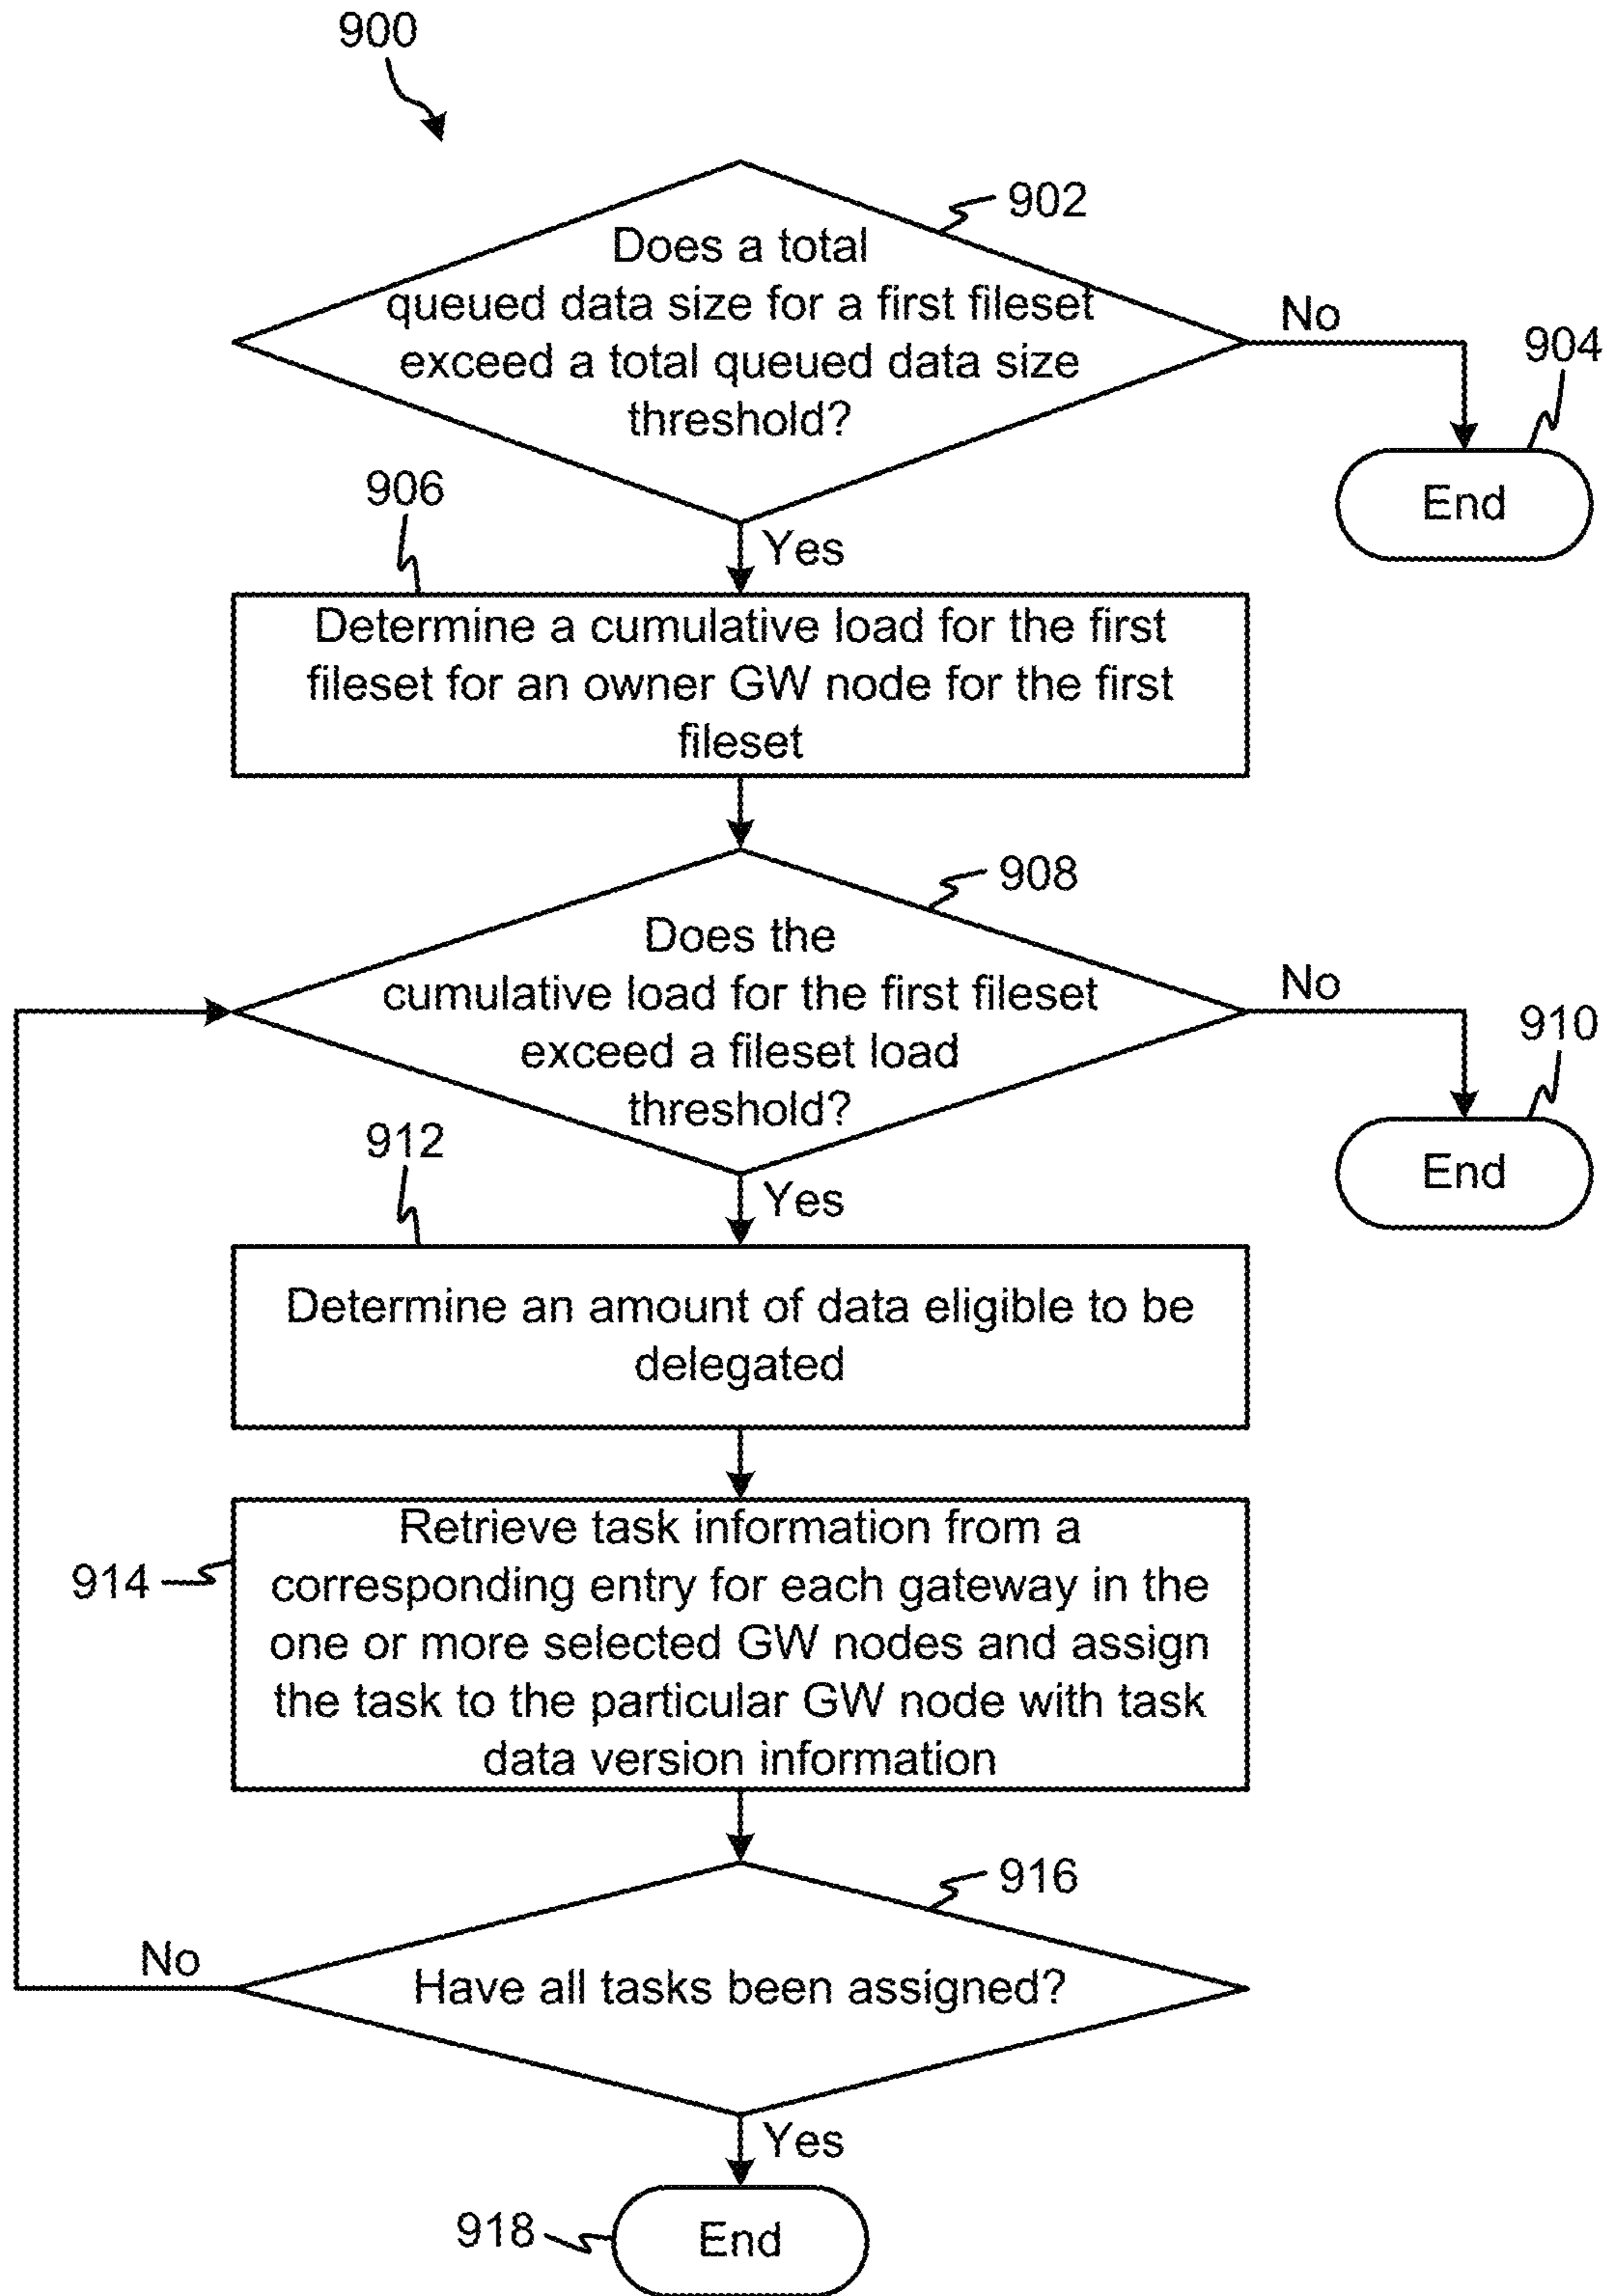 900
902
Does a total
queued data size for a first fileset
exceed a total queued data size
threshold?
No
904
End
906
Yes
Determine a cumulative load for the first
fileset for an owner GW node for the first
fileset
908
Does the
cumulative load for the first fileset
exceed a fileset load
threshold?
No
910
End
912
Yes
Determine an amount of data eligible to be
delegated
914
Retrieve task information from a
corresponding entry for each gateway in the
one or more selected GW nodes and assign
the task to the particular GW node with task
data version information
916
No
Have all tasks been assigned?
Yes
918
End